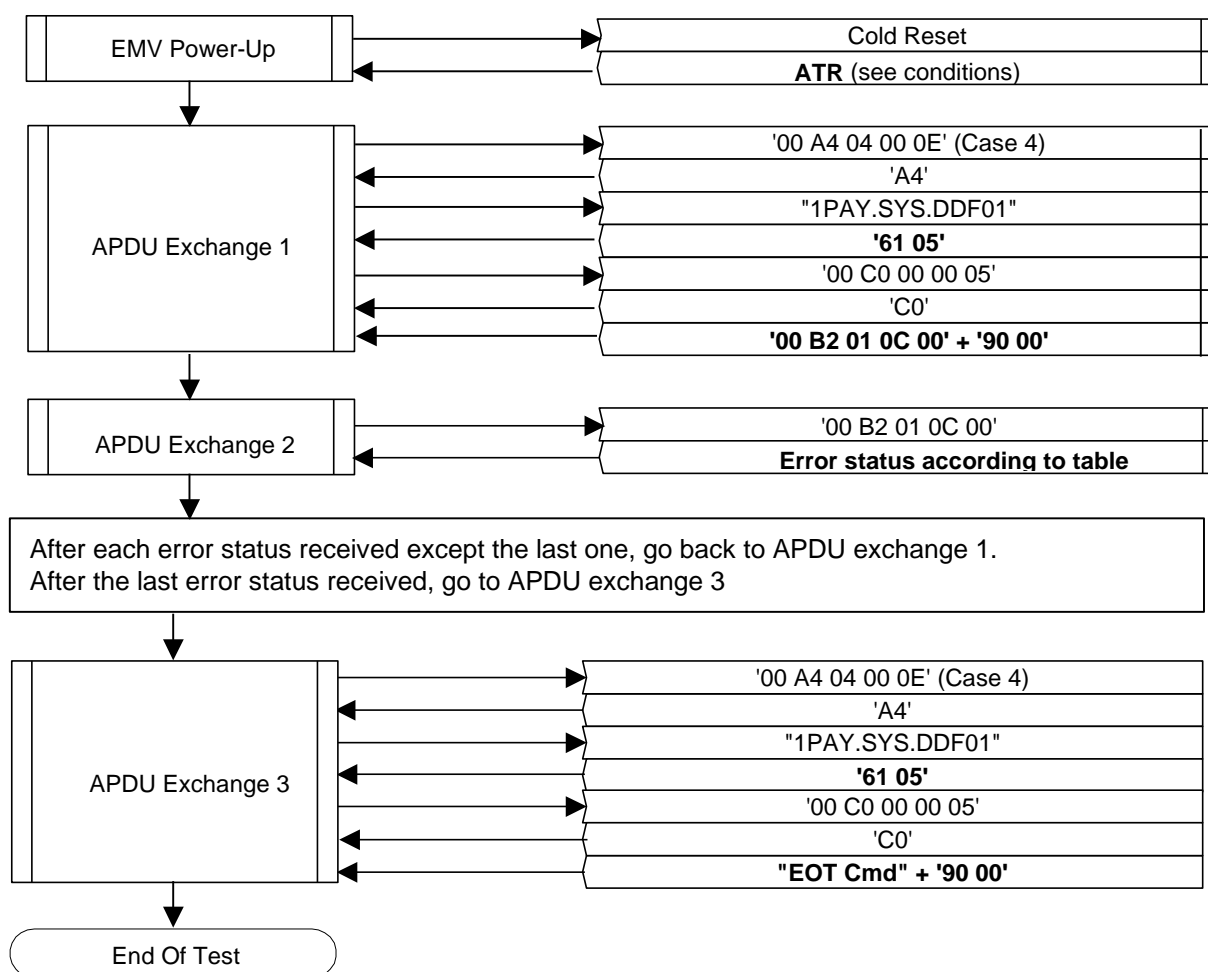 EMV Power-Up
Cold Reset
ATR (see conditions)
APDU Exchange 1
'00 A4 04 00 0E' (Case 4)
'A4'
"1PAY.SYS.DDF01"
'61 05'
'00 C0 00 00 05'
'C0'
'00 B2 01 0C 00' + '90 00'
APDU Exchange 2
'00 B2 01 0C 00'
Error status according to table
After each error status received except the last one, go back to APDU exchange 1.
After the last error status received, go to APDU exchange 3
APDU Exchange 3
'00 A4 04 00 0E' (Case 4)
'A4'
"1PAY.SYS.DDF01"
'61 05'
'00 C0 00 00 05'
'C0'
"EOT Cmd" + '90 00'
End Of Test